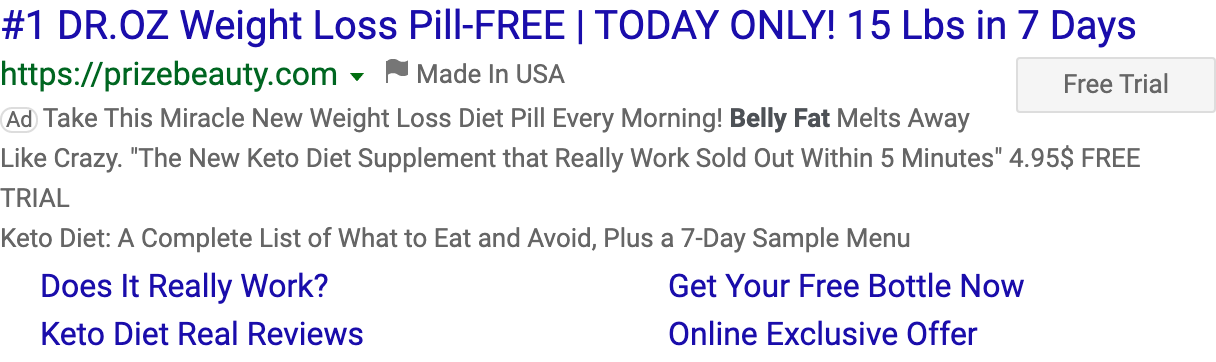 #1 DR.OZ Weight Loss Pill-FREE | TODAY ONLY! 15 Lbs in 7 Days
https://prizebeauty.com Made In USA
Free Trial
Ad Take This Miracle New Weight Loss Diet Pill Every Morning! Belly Fat Melts Away
Like Crazy. "The New Keto Diet Supplement that Really Work Sold Out Within 5 Minutes" 4.95$ FREE
TRIAL
Keto Diet: A Complete List of What to Eat and Avoid, Plus a 7-Day Sample Menu
Does It Really Work? Get Your Free Bottle Now
Keto Diet Real Reviews Online Exclusive Offer